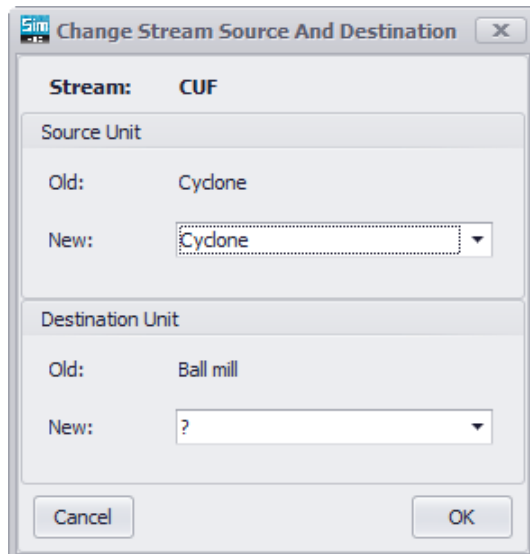 Sim
Change Stream Source And Destination
Stream: CUF
Source Unit
Old: Cyclone
New: Cyclone
Destination Unit
Old: Ball mill
New: ?
Cancel OK